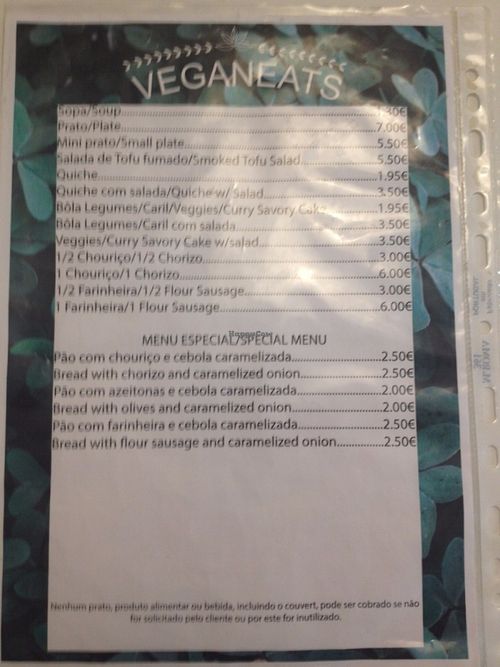 VEGANEATS
Sopa/Soup
Prato/Plate 7.00€
Mini prato/Small plate 5.50€
Salada de Tofu fumado/Smoked Tofu Salad 5.50€
Quiche 1.95€
Quiche com salada/Quiche w/ Salad 3.50€
Bôla Legumes/Caril/Veggies/Curry Savory Cake 1.95€
Bôla Legumes/Caril com salada 3.50€
Veggies/Curry Savory Cake w/salad 3.50€
1/2 Chouriço/1/2 Chorizo 3.00€
1 Chouriço/1 Chorizo 6.00€
1/2 Farinheira/1/2 Flour Sausage 3.00€
1 Farinheira/1 Flour Sausage 6.00€
HappyCow
MENU ESPECIAL/SPECIAL MENU
Pão com chouriço e cebola caramelizada 2.50€
Bread with chorizo and caramelized onion 2.50€
Pão com azeitonas e cebola caramelizada 2.00€
Bread with olives and caramelized onion 2.00€
Pão com farinheira e cebola caramelizada 2.50€
Bread with flour sausage and caramelized onion 2.50€
Nenhum prato, produto alimentar ou bebida, incluindo o couvert, pode ser cobrado se não
for solicitado pelo cliente ou por este for inutilizado.